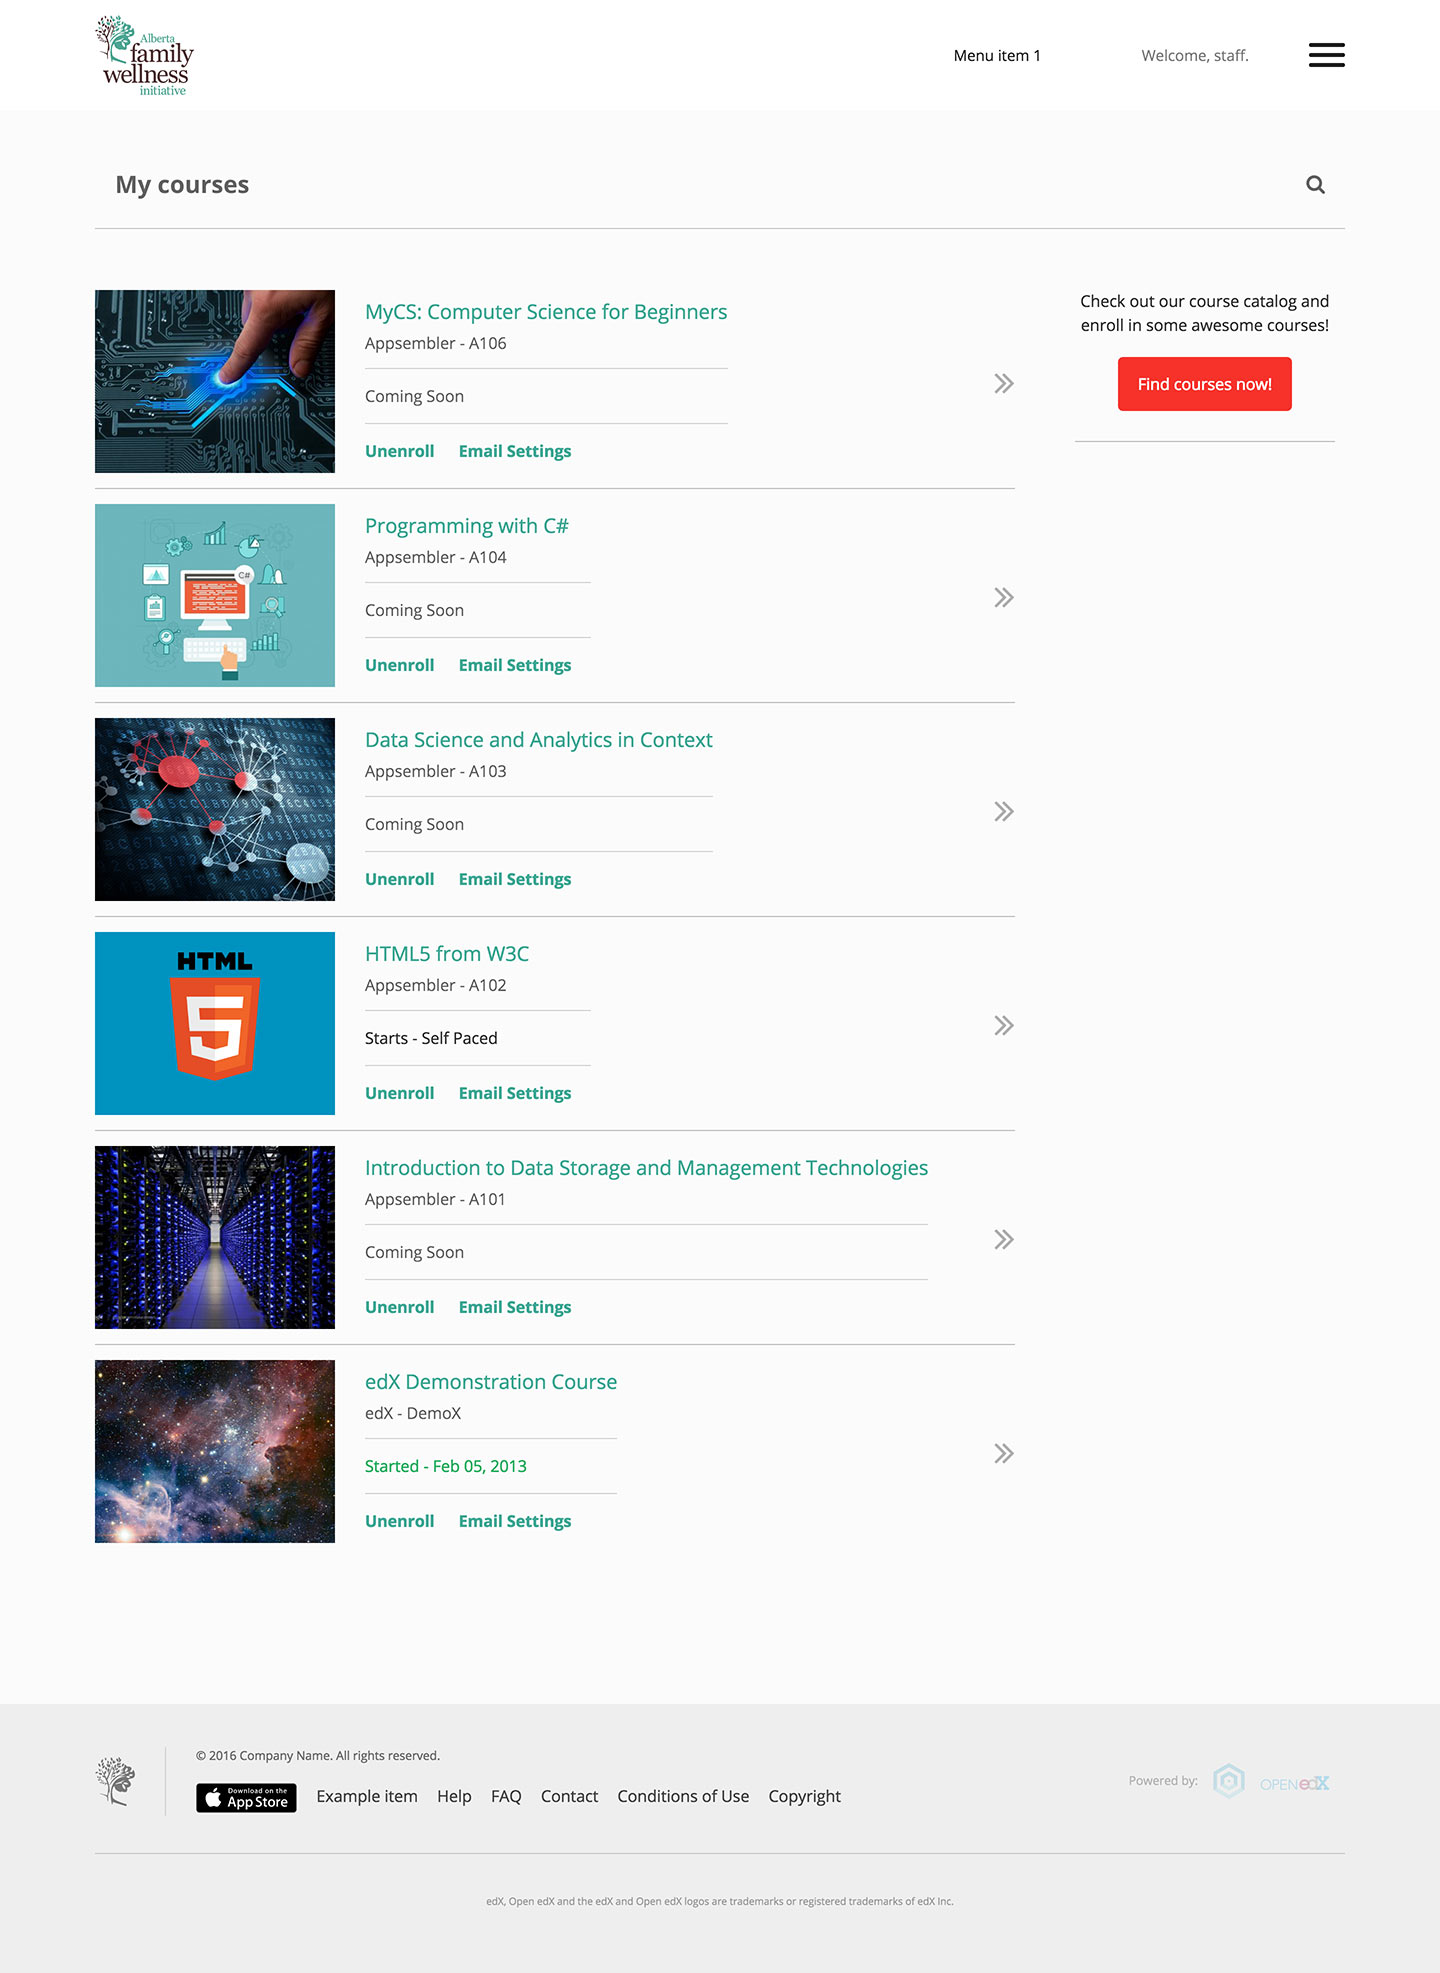 Alberta
family
wellness
initiative
Menu item 1
Welcome, staff.
My courses
MyCS: Computer Science for Beginners
Appsembler - A106
Coming Soon
Unenroll Email Settings
Check out our course catalog and
enroll in some awesome courses!
Find courses now!
C#
Programming with C#
Appsembler - A104
Coming Soon
Unenroll Email Settings
Data Science and Analytics in Context
Appsembler - A103
Coming Soon
Unenroll Email Settings
HTML
5
HTML5 from W3C
Appsembler - A102
Starts - Self Paced
Unenroll Email Settings
Introduction to Data Storage and Management Technologies
Appsembler - A101
Coming Soon
Unenroll Email Settings
edX Demonstration Course
edX - DemoX
Started - Feb 05, 2013
Unenroll Email Settings
© 2016 Company Name. All rights reserved.
Download on the
App Store
Example item Help FAQ Contact Conditions of Use Copyright
Powered by:
OPEN edX
edX, Open edX and the edX and Open edX logos are trademarks or registered trademarks of edX Inc.